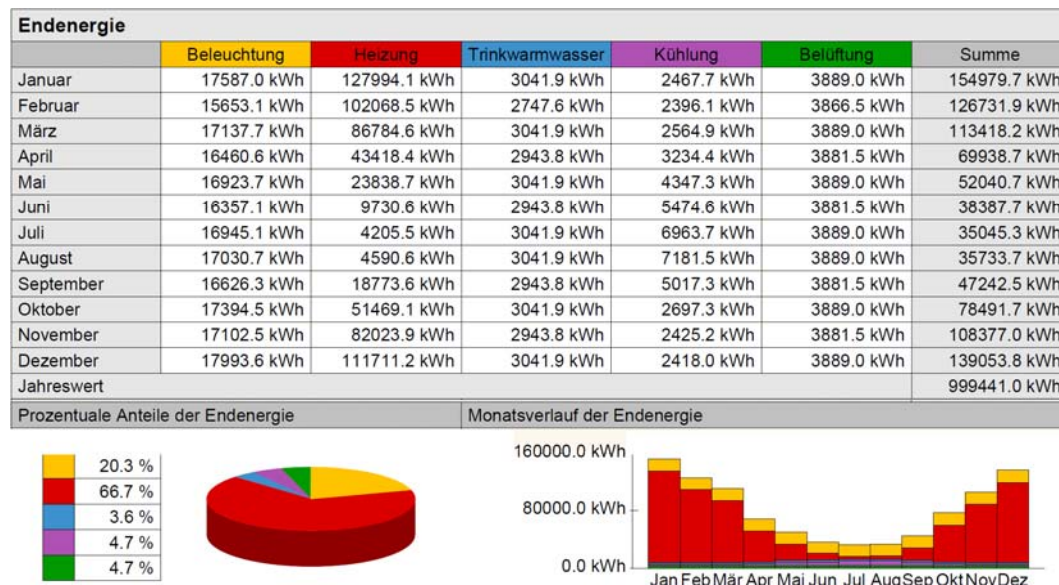 Endenergie
Beleuchtung Heizung Trinkwarmwasser Kühlung Belüftung Summe
Januar 17587.0 kWh 127994.1 kWh 3041.9 kWh 2467.7 kWh 3889.0 kWh 154979.7 kWh
Februar 15653.1 kWh 102068.5 kWh 2747.6 kWh 2396.1 kWh 3866.5 kWh 126731.9 kWh
März 17137.7 kWh 86784.6 kWh 3041.9 kWh 2564.9 kWh 3889.0 kWh 113418.2 kWh
April 16460.6 kWh 43418.4 kWh 2943.8 kWh 3234.4 kWh 3881.5 kWh 69938.7 kWh
Mai 16923.7 kWh 23838.7 kWh 3041.9 kWh 4347.3 kWh 3889.0 kWh 52040.7 kWh
Juni 16357.1 kWh 9730.6 kWh 2943.8 kWh 5474.6 kWh 3881.5 kWh 38387.7 kWh
Juli 16945.1 kWh 4205.5 kWh 3041.9 kWh 6963.7 kWh 3889.0 kWh 35045.3 kWh
August 17030.7 kWh 4590.6 kWh 3041.9 kWh 7181.5 kWh 3889.0 kWh 35733.7 kWh
September 16626.3 kWh 18773.6 kWh 2943.8 kWh 5017.3 kWh 3881.5 kWh 47242.5 kWh
Oktober 17394.5 kWh 51469.1 kWh 3041.9 kWh 2697.3 kWh 3889.0 kWh 78491.7 kWh
November 17102.5 kWh 82023.9 kWh 2943.8 kWh 2425.2 kWh 3881.5 kWh 108377.0 kWh
Dezember 17993.6 kWh 111711.2 kWh 3041.9 kWh 2418.0 kWh 3889.0 kWh 139053.8 kWh
Jahreswert 999441.0 kWh
Prozentuale Anteile der Endenergie Monatsverlauf der Endenergie
20.3 %
66.7 %
3.6 %
4.7 %
4.7 %
160000.0 kWh
80000.0 kWh
0.0 kWh
Jan Feb Mär Apr Mai Jun Jul Aug Sep Okt Nov Dez